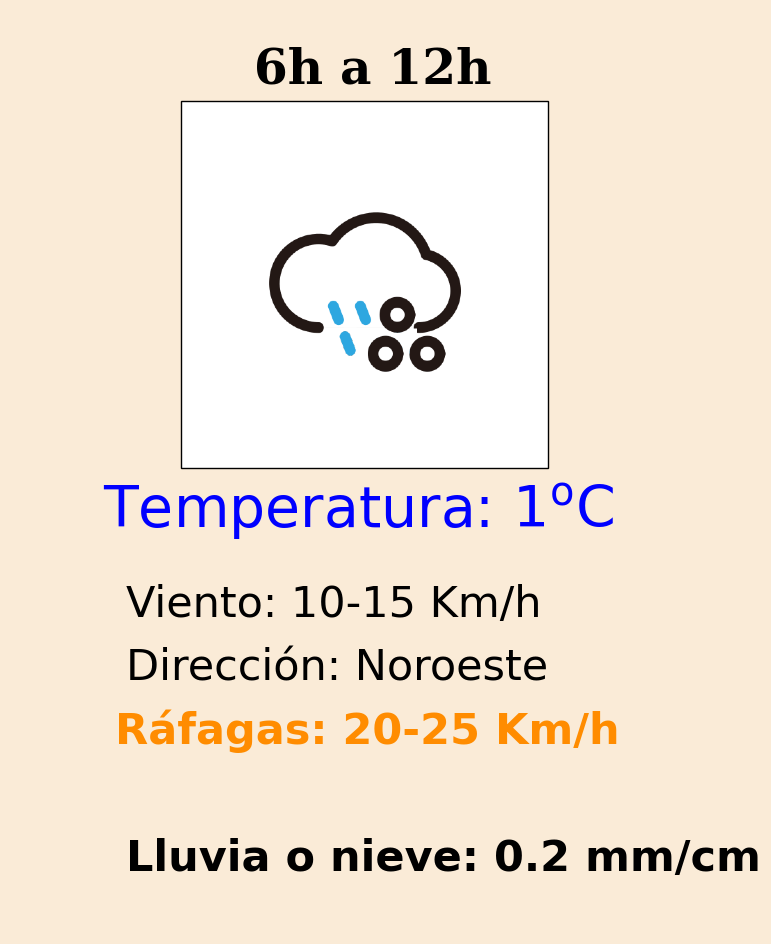 6h a 12h
Temperatura: 1ºC
Viento: 10-15 Km/h
Dirección: Noroeste
Ráfagas: 20-25 Km/h
Lluvia o nieve: 0.2 mm/cm